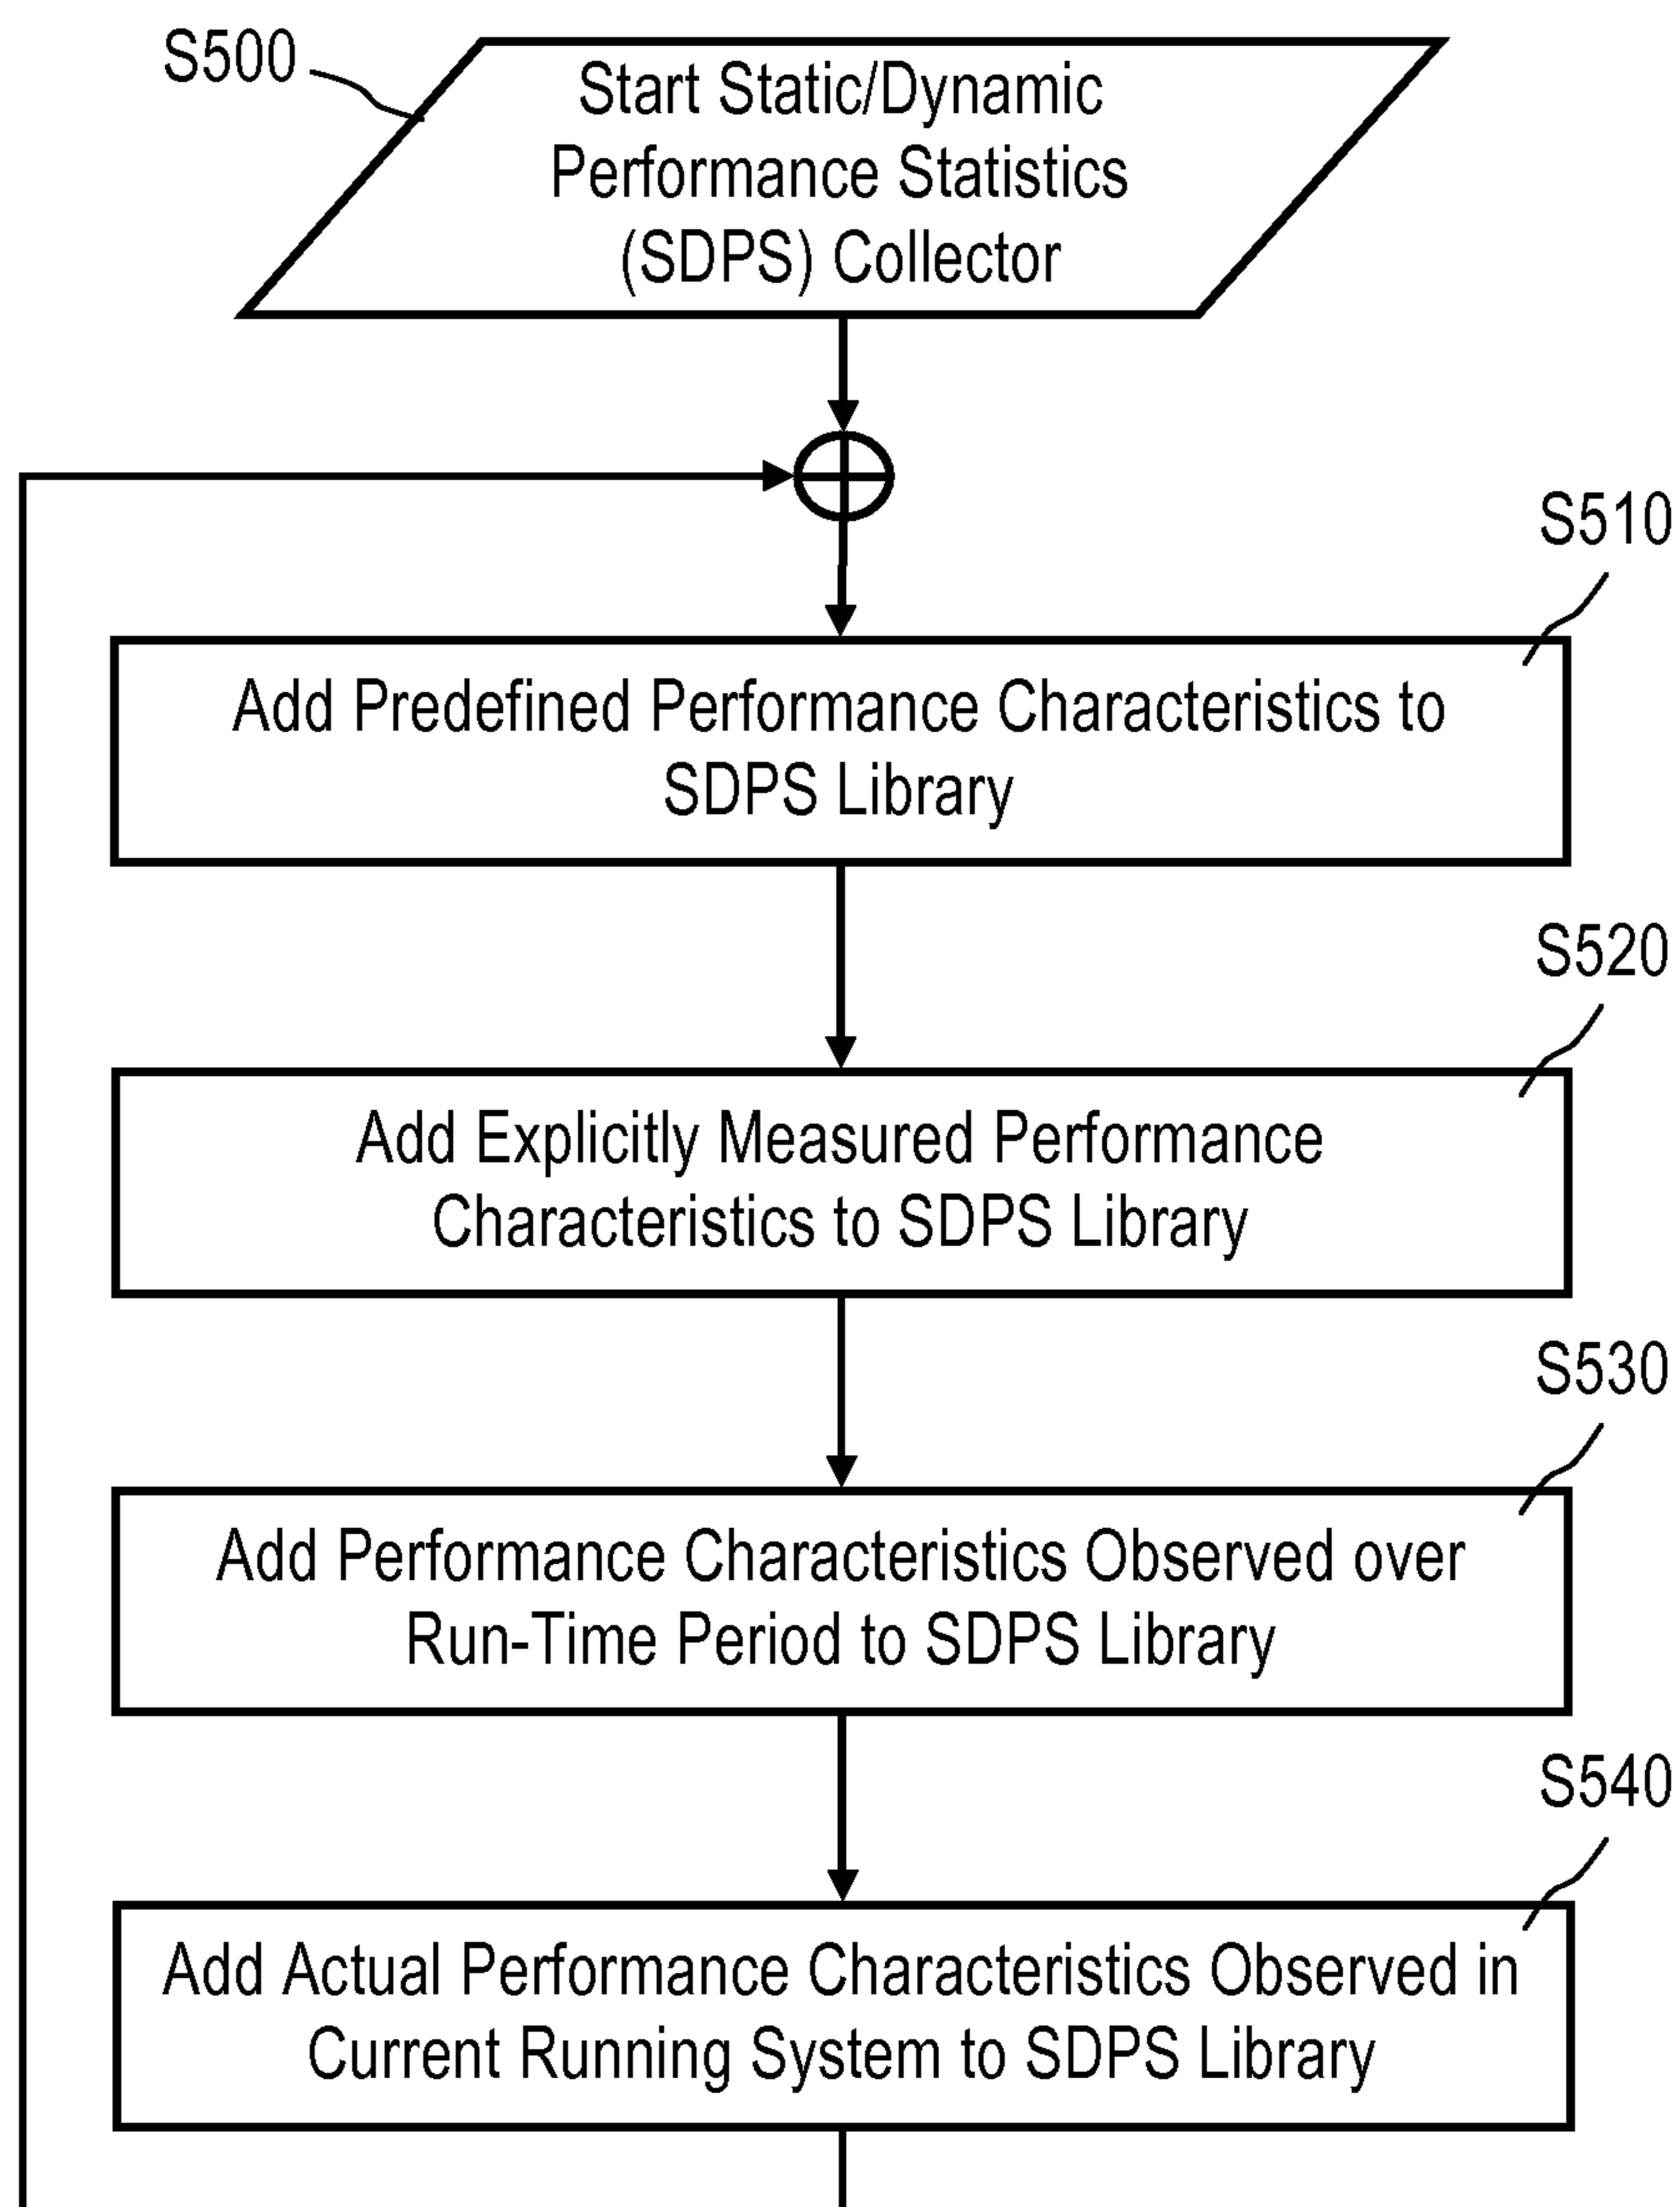 S500
Start Static/Dynamic
Performance Statistics
(SDPS) Collector
S510
Add Predefined Performance Characteristics to
SDPS Library
S520
Add Explicitly Measured Performance
Characteristics to SDPS Library
S530
Add Performance Characteristics Observed over
Run-Time Period to SDPS Library
S540
Add Actual Performance Characteristics Observed in
Current Running System to SDPS Library